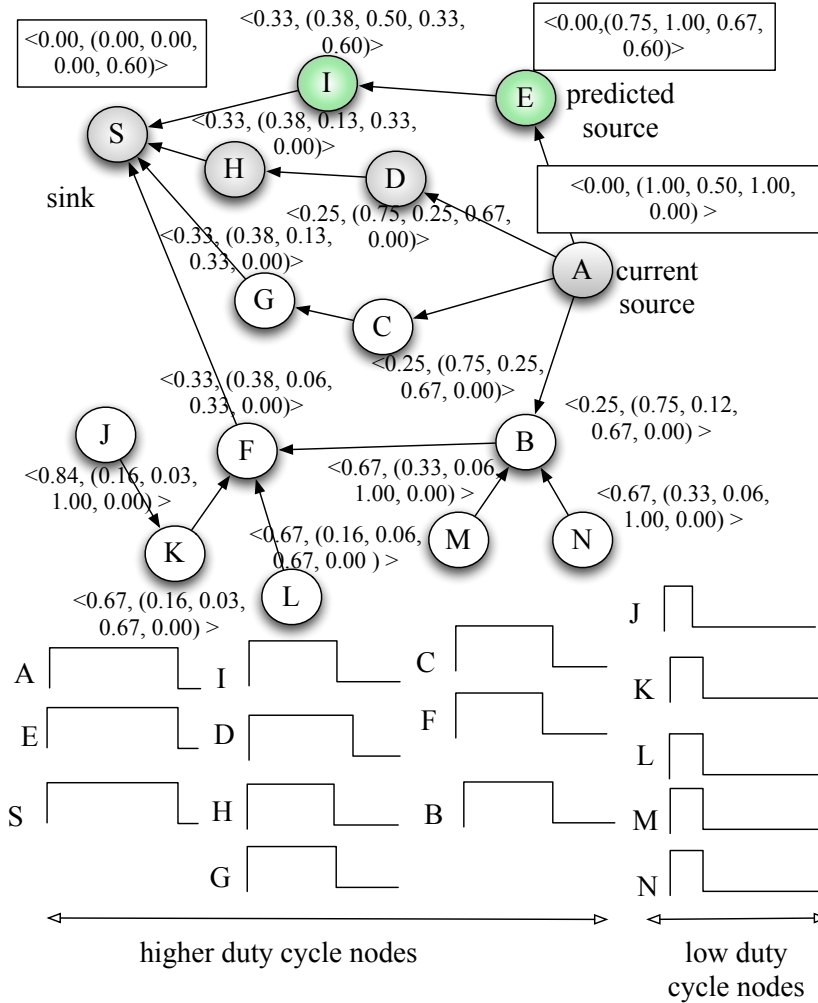 <0.33, (0.38, 0.50, 0.33,
0.60)>
<0.00, (0.00, 0.00,
0.00, 0.60)>
<0.00,(0.75, 1.00, 0.67,
0.60)>
I
E
predicted
source
S
sink
<0.33, (0.38, 0.13, 0.33,
0.00)>
H
D
<0.00, (1.00, 0.50, 1.00,
0.00) >
<0.25, (0.75, 0.25, 0.67,
0.00)>
<0.33, (0.38, 0.13,
0.33, 0.00)>
A
current
source
G
C
<0.25, (0.75, 0.25,
0.67, 0.00)>
<0.33, (0.38, 0.06,
0.33, 0.00)>
<0.25, (0.75, 0.12,
0.67, 0.00) >
J
F
B
<0.84, (0.16, 0.03,
1.00, 0.00) >
<0.67, (0.33, 0.06,
1.00, 0.00) >
<0.67, (0.33, 0.06,
1.00, 0.00) >
K
<0.67, (0.16, 0.06,
0.67, 0.00 ) >
M
N
L
<0.67, (0.16, 0.03,
0.67, 0.00) >
A
I
C
J
E
D
F
K
S
H
B
L
G
M
N
higher duty cycle nodes
low duty
cycle nodes